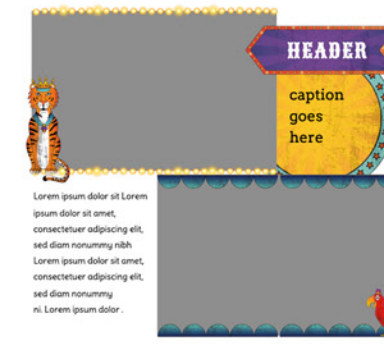 HEADER
caption
goes
here
Lorem ipsum dolor sit Lorem
ipsum dolor sit amet,
consectetuer adipiscing elit,
sed diam nonummy nibh
Lorem ipsum dolor sit amet,
consectetuer adipiscing elit,
sed diam nonummy
ni. Lorem ipsum dolor .